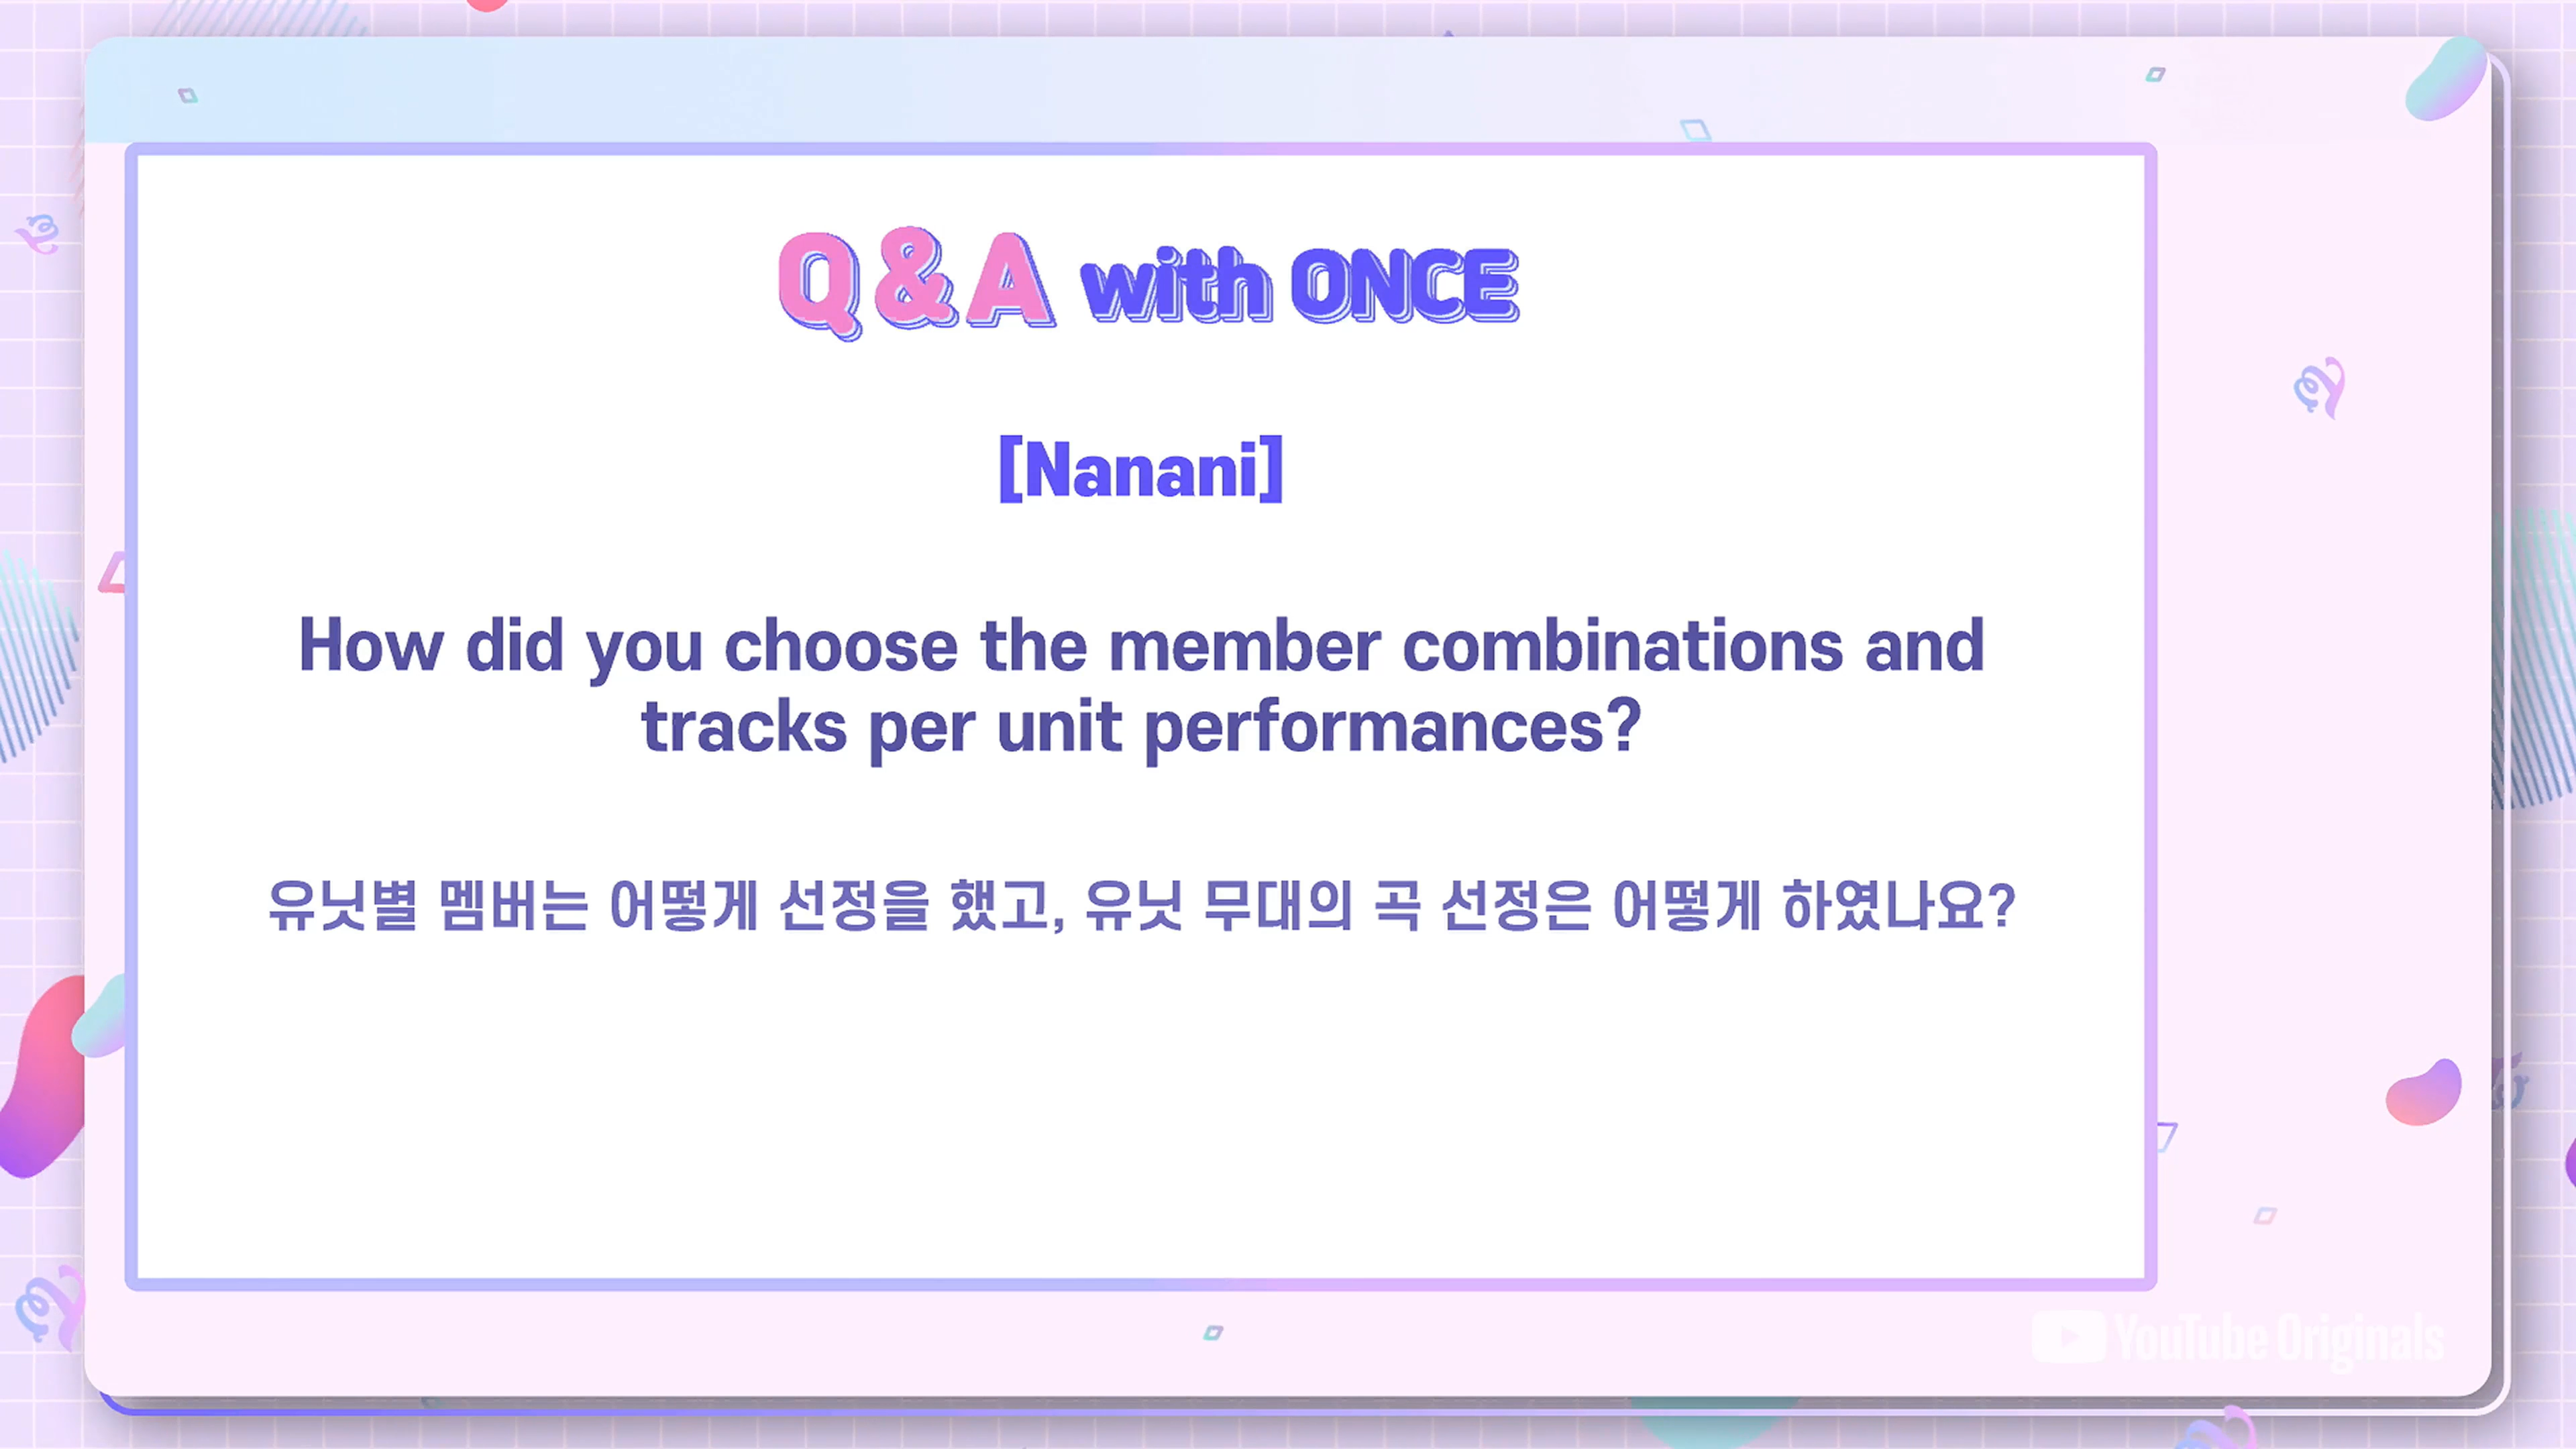 Q & A with ONCE
[Nanani]
How did you choose the member combinations and
tracks per unit performances?
유닛별 멤버는 어떻게 선정을 했고, 유닛 무대의 곡 선정은 어떻게 하였나요?
YouTube Originals